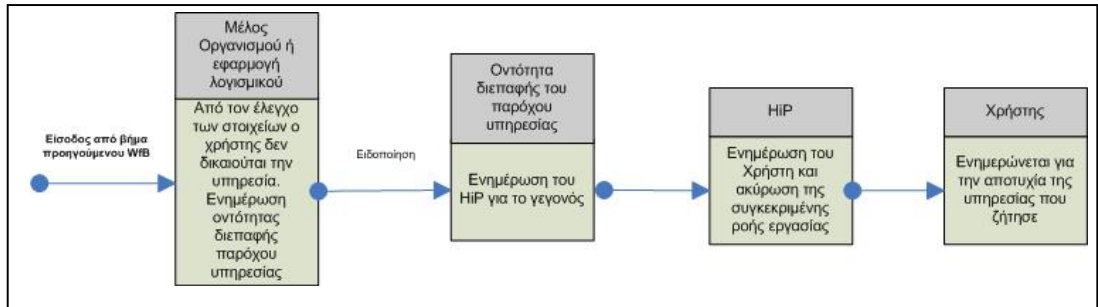 Είσοδος από βήμα
προηγούμενου WfB
Μέλος
Οργανισμού ή
εφαρμογή
λογισμικού
Από τον έλεγχο
των στοιχείων ο
χρήστης δεν
δικαιούται την
υπηρεσία.
Ενημέρωση
οντότητας
διεπαφής
παρόχου
υπηρεσίας
Ειδοποίηση
Οντότητα
διεπαφής του
παρόχου
υπηρεσίας
Ενημέρωση του
HiP για το γεγονός
HiP
Ενημέρωση του
Χρήστη και
ακύρωση της
συγκεκριμένης
ροής εργασίας
Χρήστης
Ενημερώνεται για
την αποτυχία της
υπηρεσίας που
ζήτησε